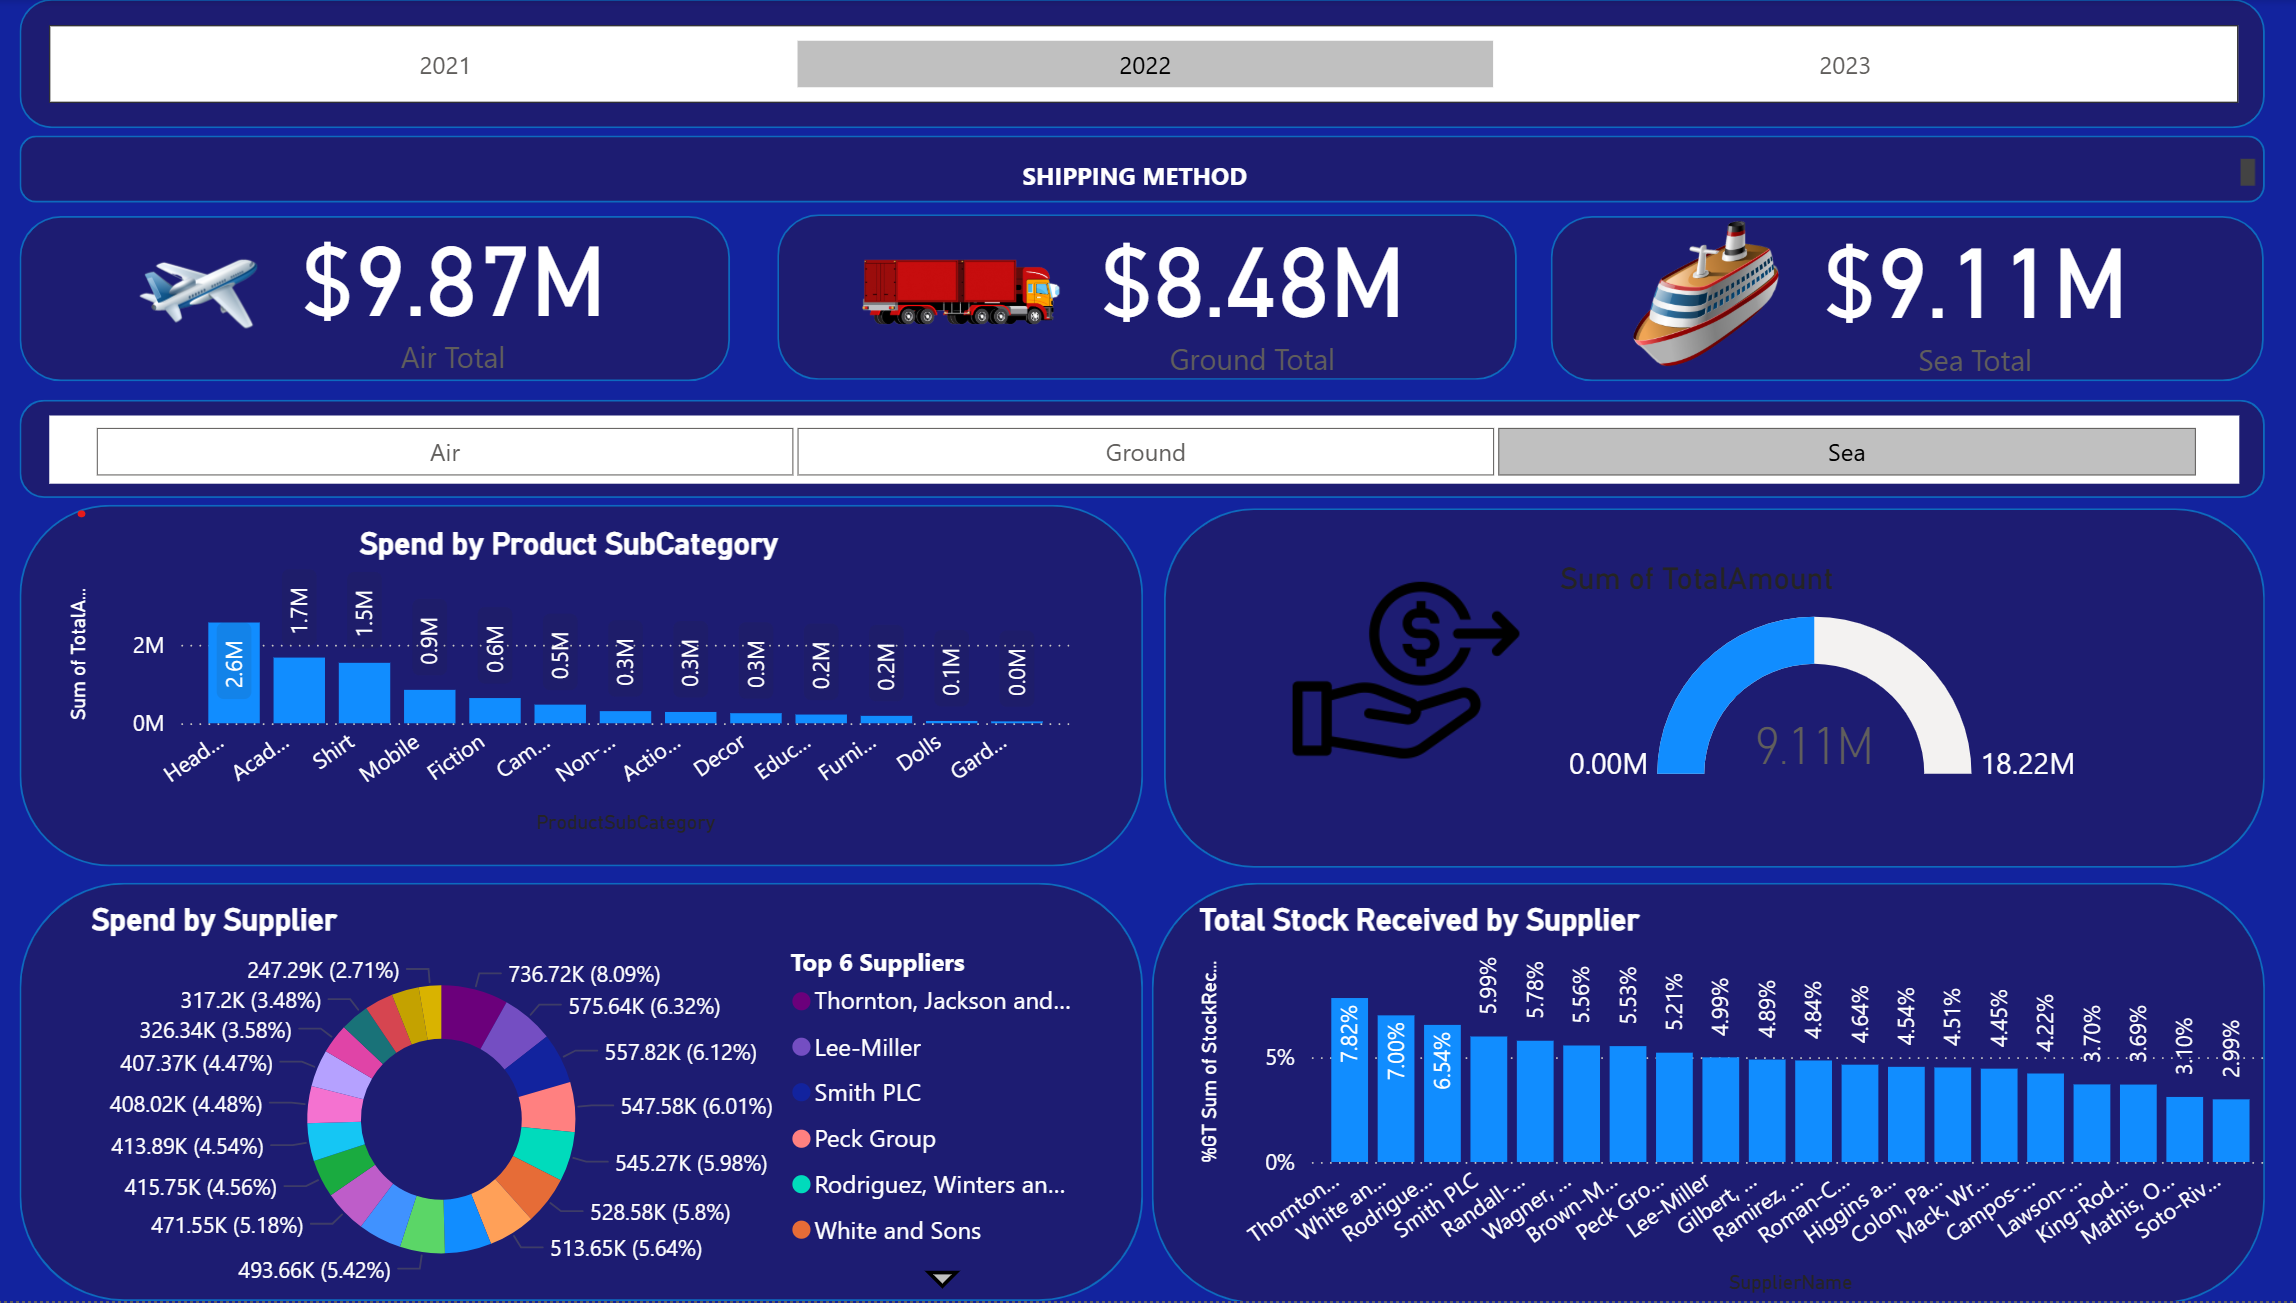 2021
2022
2023
SHIPPING METHOD
$9.87M
Air Total
$8.48M
Ground Total
$9.11M
Sea Total
Air
Ground
Sea
Spend by Product SubCategory
Sum of TotalA...
2M
0M
2.6M
1.7M
1.5M
0.9M
0.6M
0.5M
0.3M
0.3M
0.3M
0.2M
0.2M
0.1M
0.0M
Head...
Acad...
Shirt
Mobile
Fiction
Cam...
Non-...
Actio...
Decor
Educ...
Furni...
Dolls
Gard...
ProductSubCategory
Sum of TotalAmount
$
9.11M
0.00M
18.22M
Spend by Supplier
736.72K (8.09%)
575.64K (6.32%)
557.82K (6.12%)
547.58K (6.01%)
545.27K (5.98%)
528.58K (5.8%)
513.65K (5.64%)
493.66K (5.42%)
471.55K (5.18%)
415.75K (4.56%)
413.89K (4.54%)
408.02K (4.48%)
407.37K (4.47%)
326.34K (3.58%)
317.2K (3.48%)
247.29K (2.71%)
Top 6 Suppliers
Thornton, Jackson and...
Lee-Miller
Smith PLC
Peck Group
Rodriguez, Winters an...
White and Sons
Total Stock Received by Supplier
%GT Sum of StockRec...
5%
0%
7.82%
7.00%
6.54%
5.99%
5.78%
5.56%
5.53%
5.21%
4.99%
4.89%
4.84%
4.64%
4.54%
4.51%
4.45%
4.22%
3.70%
3.69%
3.10%
2.99%
Thornton...
White an...
Rodrigue...
Smith PLC
Randall-...
Wagner, ...
Brown-M...
Peck Gro...
Lee-Miller
Gilbert, ...
Ramirez, ...
Roman-C...
Higgins a...
Colon, Pa...
Mack, Wr...
Campos-...
Lawson-...
King-Rod...
Mathis, O...
Soto-Riv...
SupplierName